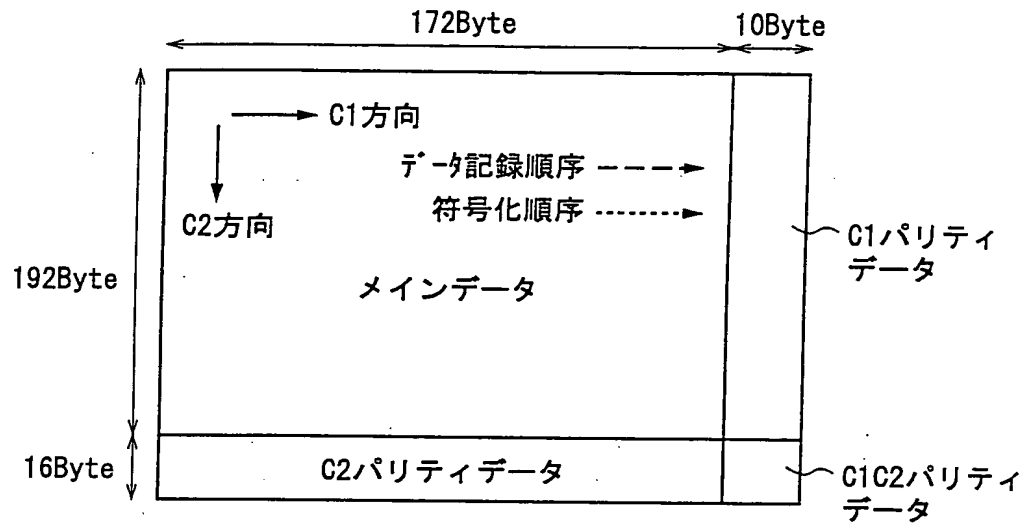 172Byte
10Byte
C1方向
データ記録順序
符号化順序
C2方向
C1パリティ
データ
192Byte
メインデータ
16Byte
C2パリティデータ
C1C2パリティ
データ